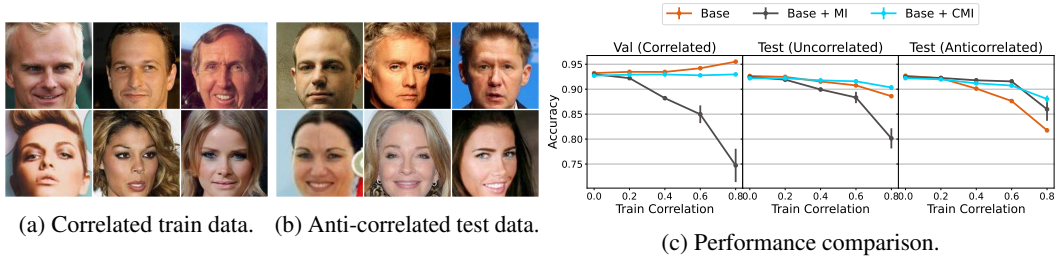 Base Base + MI Base + CMI
Val (Correlated) Test (Uncorrelated) Test (Anticorrelated)
Accuracy
0.95
0.90
0.85
0.80
0.75
0.0 0.2 0.4 0.6 0.8 0.0 0.2 0.4 0.6 0.8 0.0 0.2 0.4 0.6 0.8
Train Correlation Train Correlation Train Correlation
(a) Correlated train data. (b) Anti-correlated test data.
(c) Performance comparison.